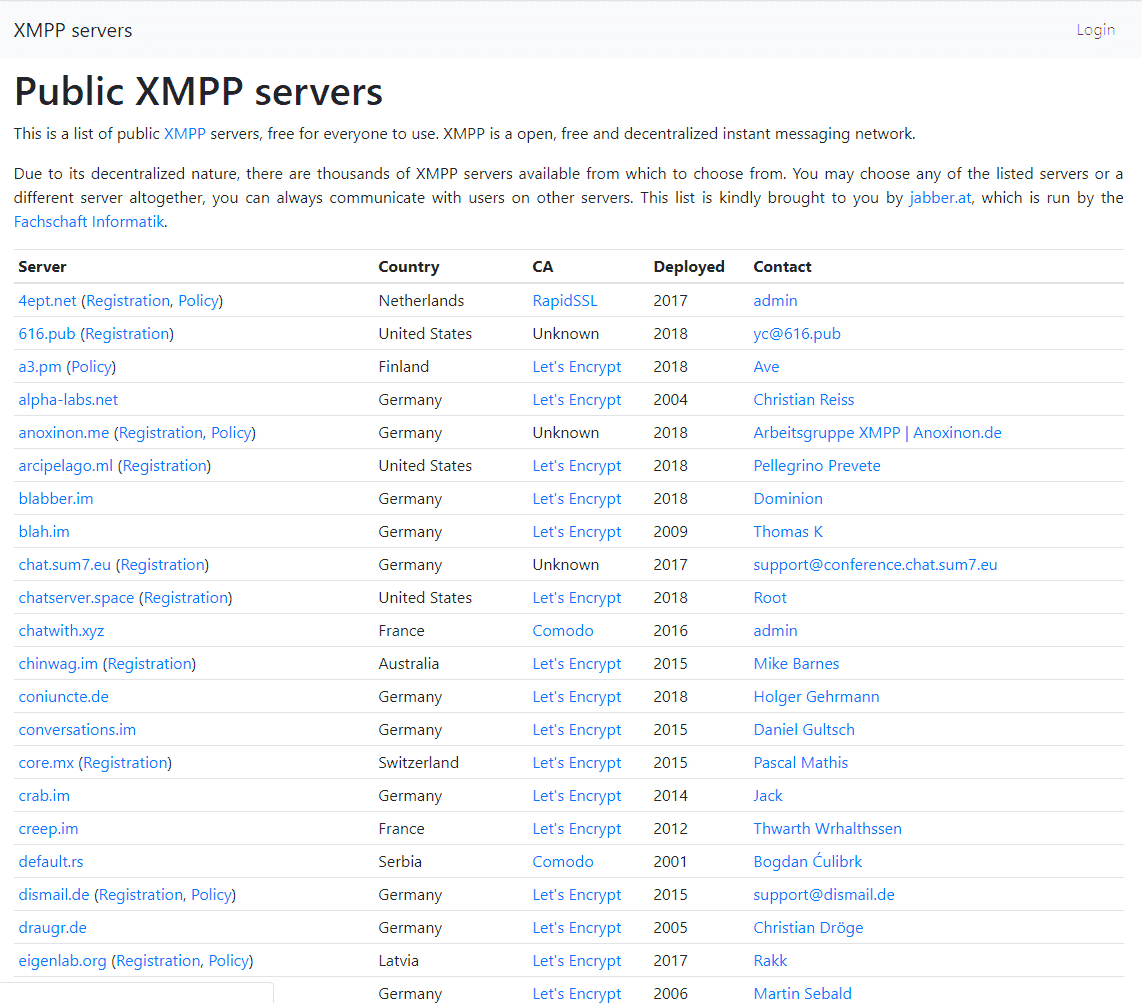 XMPP servers Login
Public XMPP servers
This is a list of public XMPP servers, free for everyone to use. XMPP is a open, free and decentralized instant messaging network.
Due to its decentralized nature, there are thousands of XMPP servers available from which to choose from. You may choose any of the listed servers or a
different server altogether, you can always communicate with users on other servers. This list is kindly brought to you by jabber.at, which is run by the
Fachschaft Informatik.
Server Country CA Deployed Contact
4ept.net (Registration, Policy) Netherlands RapidSSL 2017 admin
616.pub (Registration) United States Unknown 2018 yc@616.pub
a3.pm (Policy) Finland Let's Encrypt 2018 Ave
alpha-labs.net Germany Let's Encrypt 2004 Christian Reiss
anoxinon.me (Registration, Policy) Germany Unknown 2018 Arbeitsgruppe XMPP | Anoxinon.de
arcipelago.ml (Registration) United States Let's Encrypt 2018 Pellegrino Prevete
blabber.im Germany Let's Encrypt 2018 Dominion
blah.im Germany Let's Encrypt 2009 Thomas K
chat.sum7.eu (Registration) Germany Unknown 2017 support@conference.chat.sum7.eu
chatserver.space (Registration) United States Let's Encrypt 2018 Root
chatwith.xyz France Comodo 2016 admin
chinwag.im (Registration) Australia Let's Encrypt 2015 Mike Barnes
coniuncte.de Germany Let's Encrypt 2018 Holger Gehrmann
conversations.im Germany Let's Encrypt 2015 Daniel Gultsch
core.mx (Registration) Switzerland Let's Encrypt 2015 Pascal Mathis
crab.im Germany Let's Encrypt 2014 Jack
creep.im France Let's Encrypt 2012 Thwarth Wrhalthssen
default.rs Serbia Comodo 2001 Bogdan Ćulibrk
dismail.de (Registration, Policy) Germany Let's Encrypt 2015 support@dismail.de
draugr.de Germany Let's Encrypt 2005 Christian Dröge
eigenlab.org (Registration, Policy) Latvia Let's Encrypt 2017 Rakk
Germany Let's Encrypt 2006 Martin Sebald